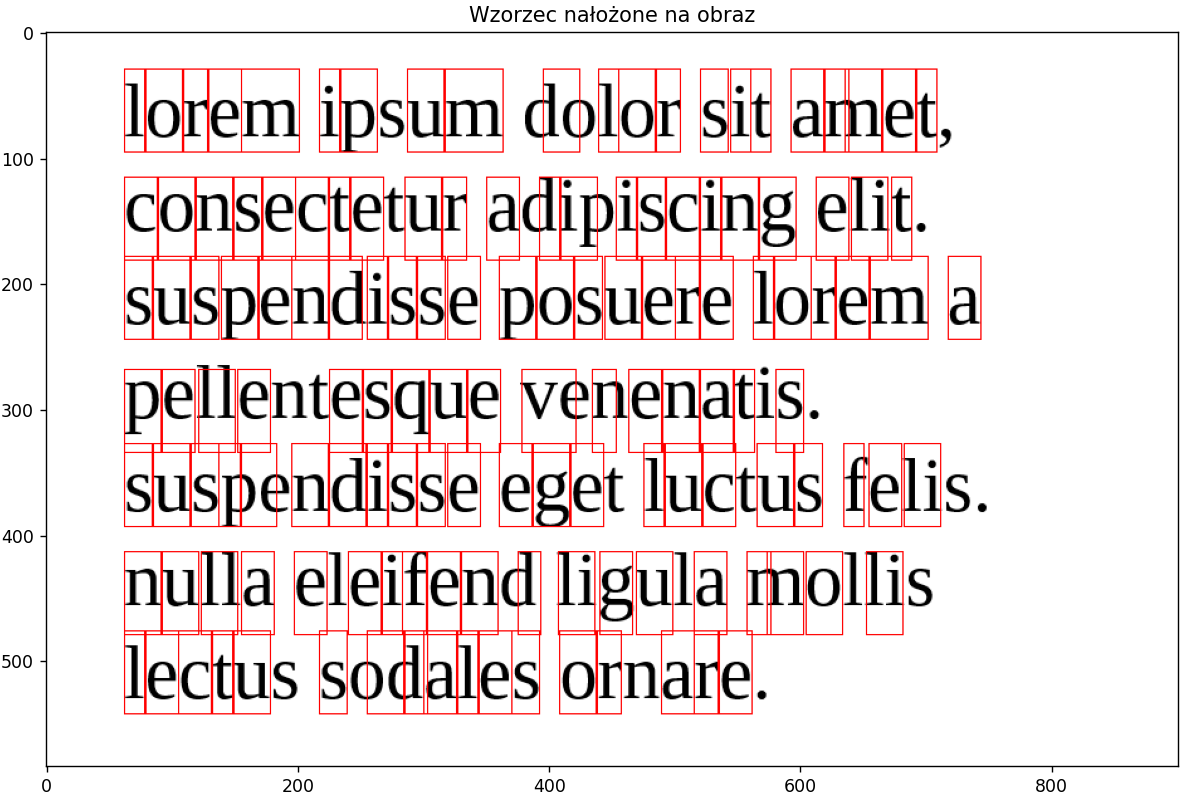 Wzorzec nałożone na obraz
0
lorem ipsum dolor sit amet,
100
consectetur adipiscing elit.
200
suspendisse posuere lorem a
pellentesque venenatis.
300
suspendisse eget luctus felis.
400
nulla eleifend ligula mollis
500
lectus sodales ornare.
0 200 400 600 800